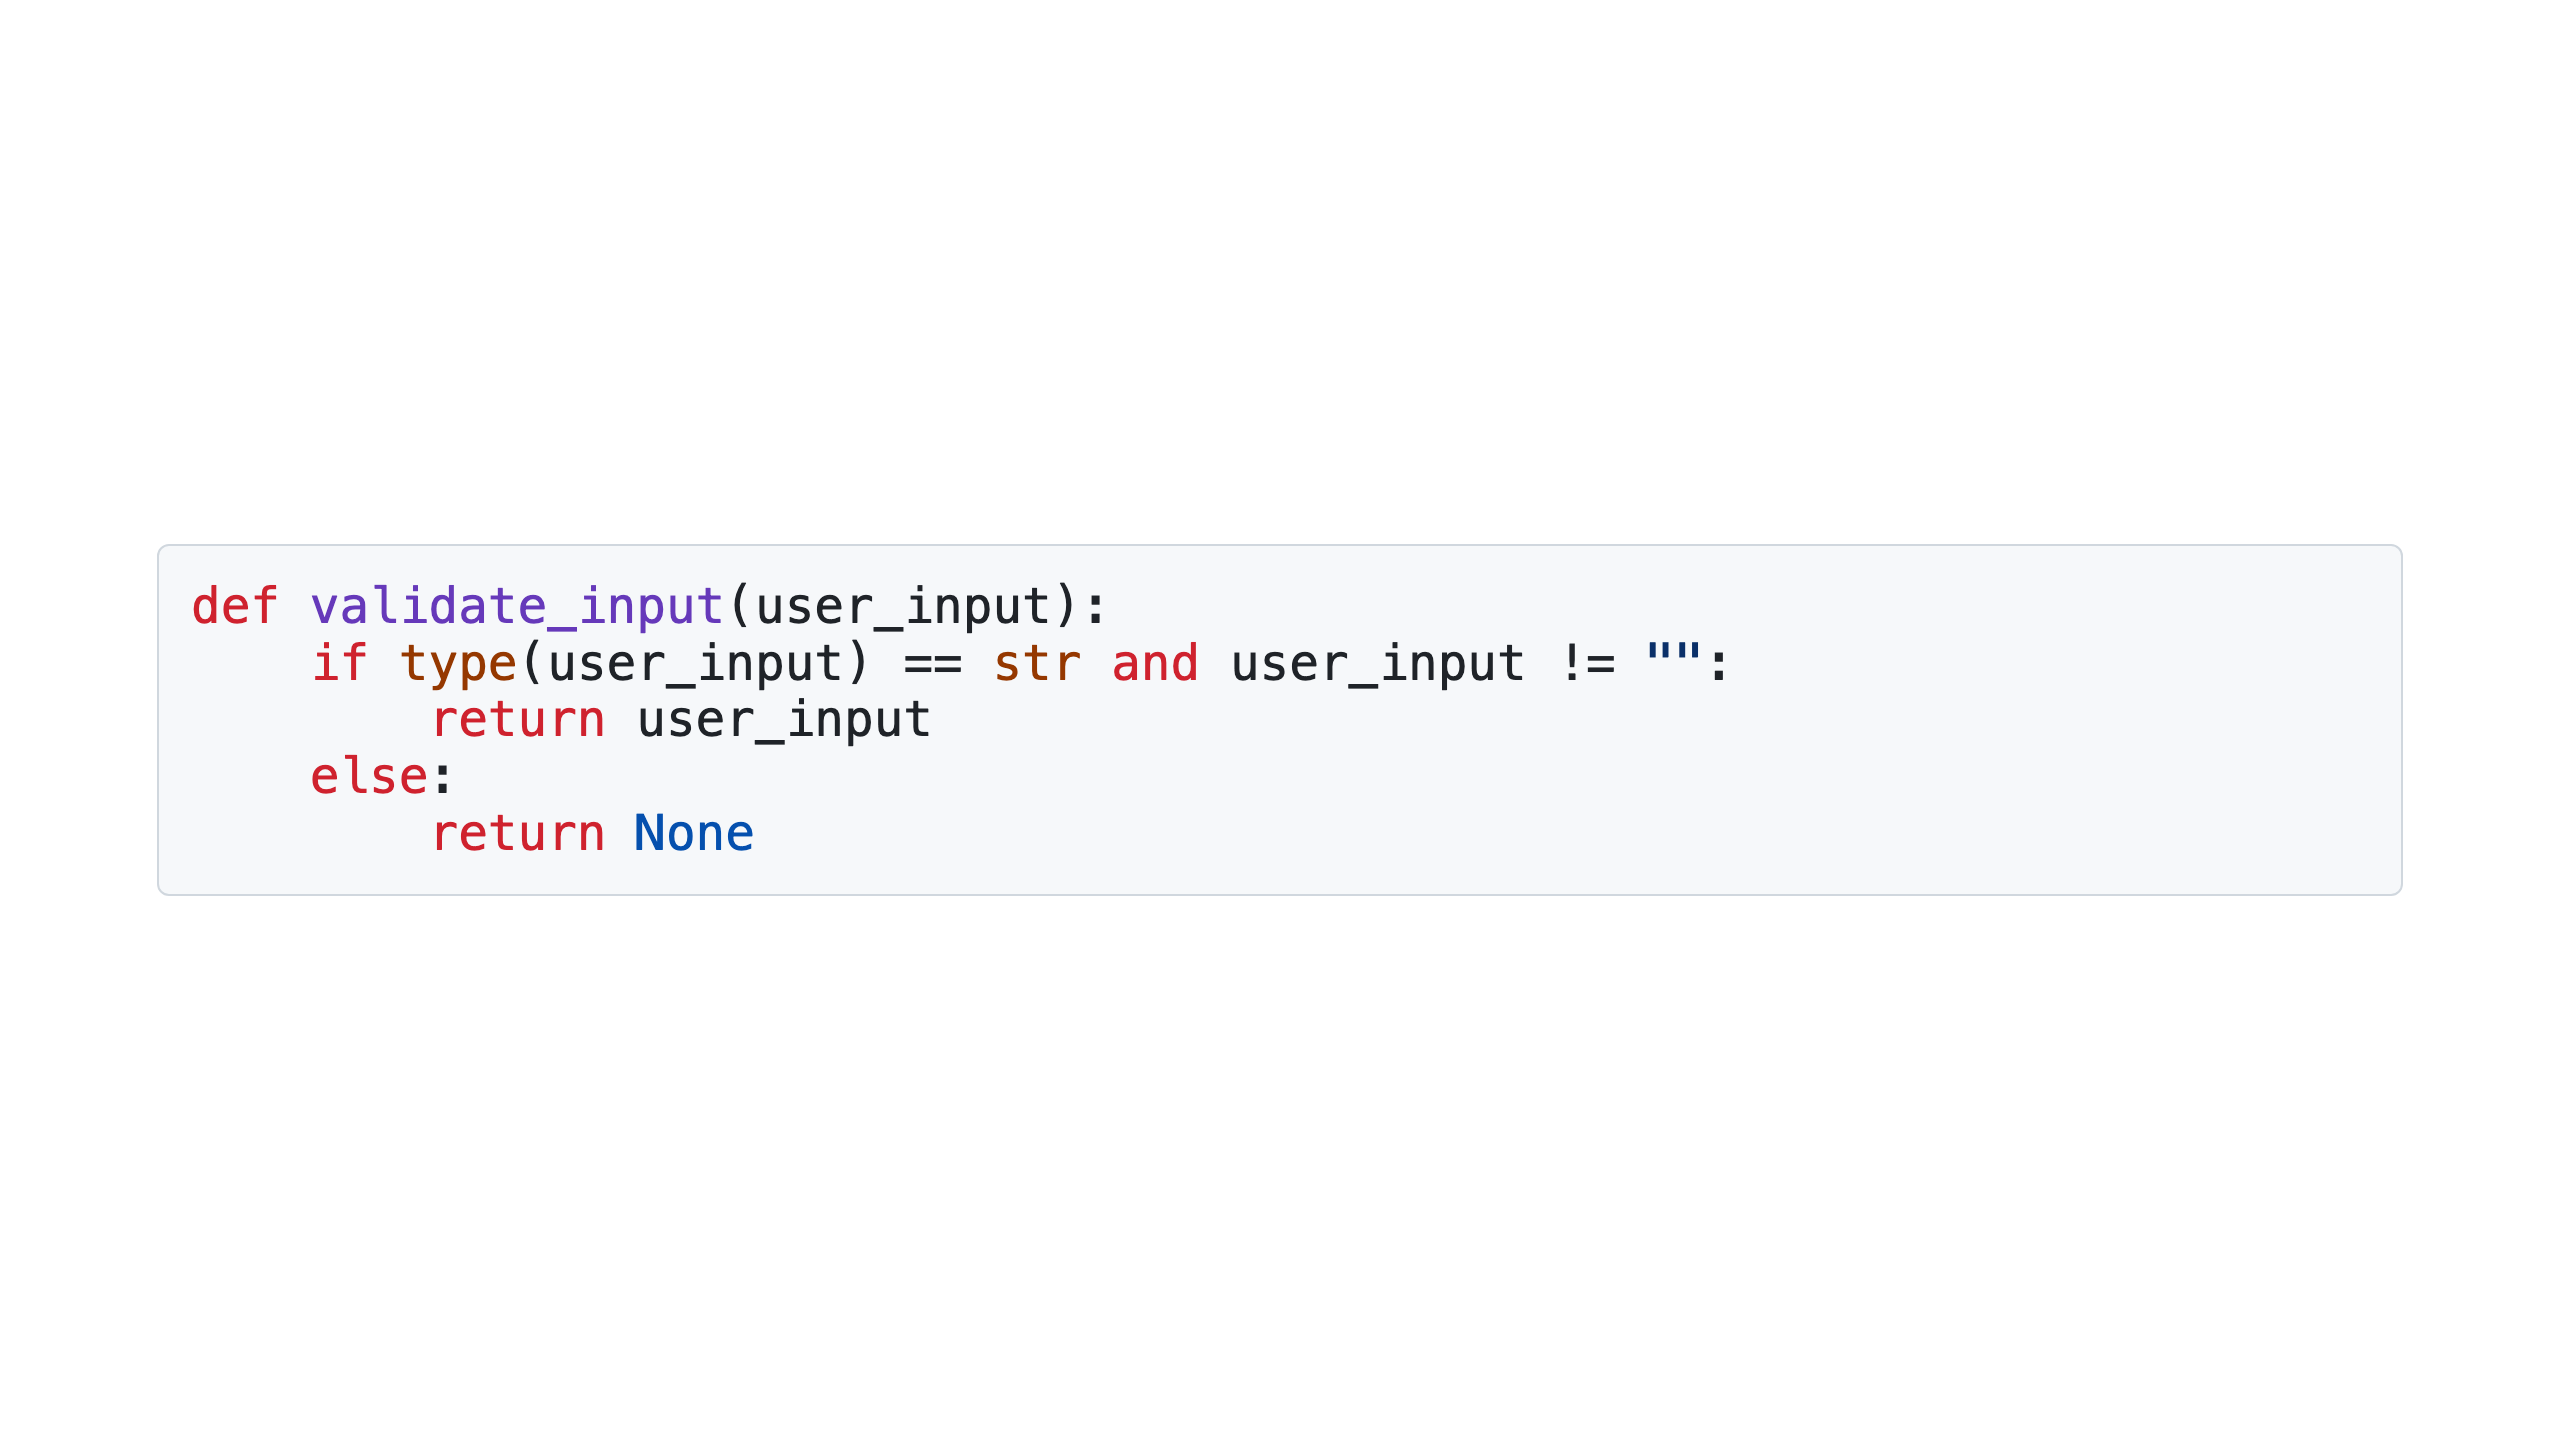 def validate_input(user_input):
    if type(user_input) == str and user_input != "":
        return user_input
    else:
        return None